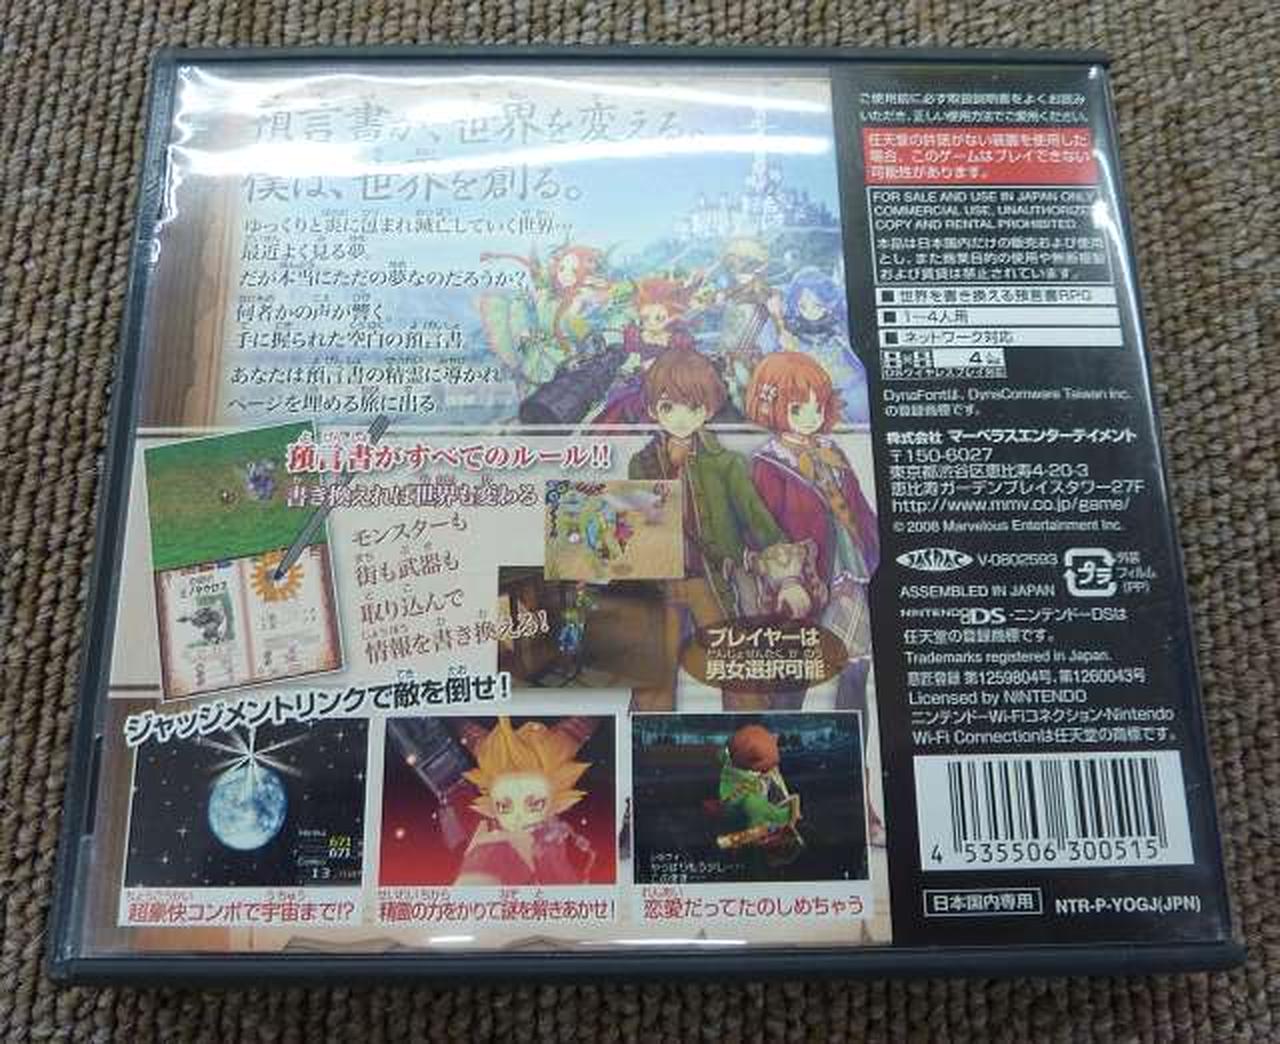 預言書が、世界を変える。
僕は、世界を創る。
ゆっくりと炎に包まれ滅亡していく世界…
最近よく見る夢。
だが本当にただの夢なのだろうか?
何者かの声が響く。
手に握られた空白の預言書。
あなたは預言書の精霊に導かれ
ページを埋める旅に出る。
預言書がすべてのルール!!
書き換えれば世界も変わる
モンスターも
街も武器も
取り込んで
情報を書き換える!
プレイヤーは
男女選択可能
ジャッジメントリンクで敵を倒せ!
671
671
13
超豪快コンボで宇宙まで!?
精霊の力をかりて謎を解きあかせ!
恋愛だってたのしめちゃう
ご使用前に必ず取扱説明書をよくお読み
いただき、正しい使用方法でご愛用ください。
任天堂の許諾がない装置を使用した
場合、このゲームはプレイできない
可能性があります。
FOR SALE AND USE IN JAPAN ONLY
COMMERCIAL USE, UNAUTHORIZE
COPY AND RENTAL PROHIBITED.
本品は日本国内だけの販売および使用
とし、また商業目的の使用や無断複製
および賃貸は禁止されています。
■ 世界を書き換える預言書RPG
■ 1～4人用
■ ネットワーク対応
4
DSワイヤレスプレイ対応
DynaFontは、DynaComware Taiwan Inc.
の登録商標です。
株式会社 マーベラスエンターテイメント
〒150-6027
東京都渋谷区恵比寿4-20-3
恵比寿ガーデンプレイスタワー27F
http://www.mmv.co.jp/game/
© 2008 Marvelous Entertainment Inc.
JASRAC V-0802593
プラ
外装
フィルム
(PP)
ASSEMBLED IN JAPAN
NINTENDO DS・ニンテンドーDSは
任天堂の登録商標です。
Trademarks registered in Japan.
意匠登録 第1259804号、第1260043号
Licensed by NINTENDO
ニンテンドーWi-Fiコネクション・Nintendo
Wi-Fi Connectionは任天堂の商標です。
4 535506 300515
日本国内専用
NTR-P-YOGJ(JPN)